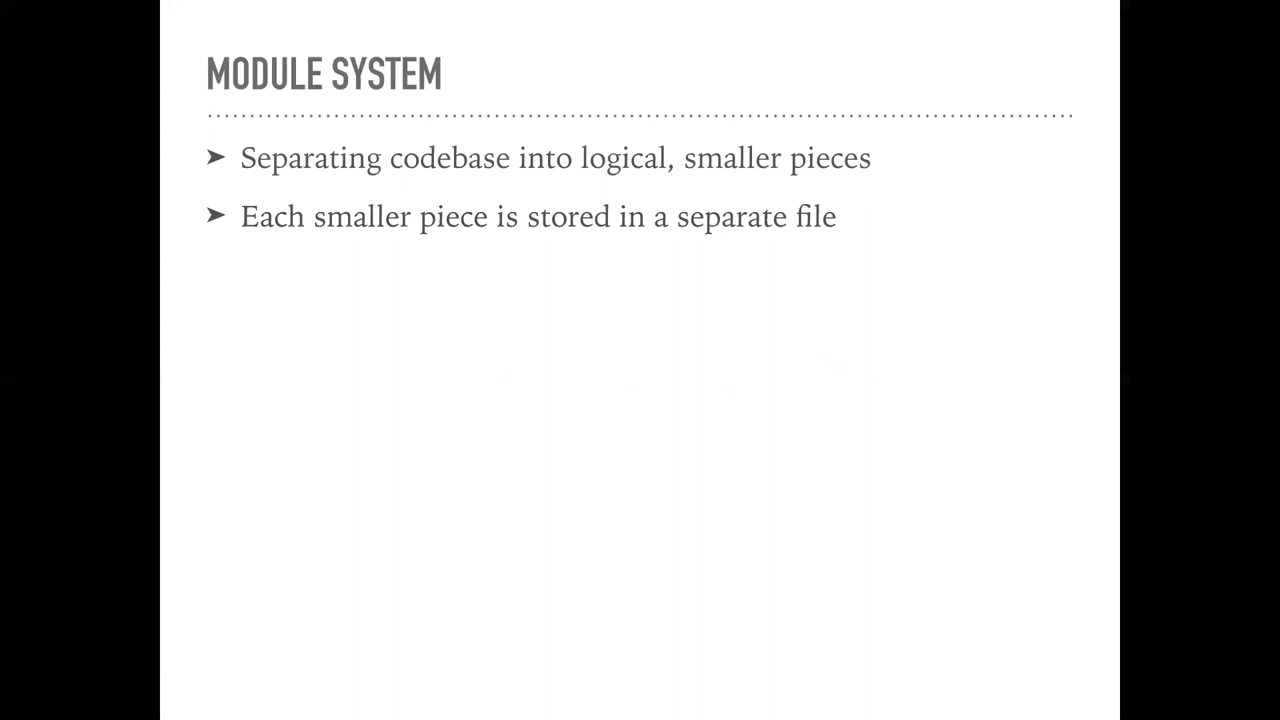 MODULE SYSTEM
➤ Separating codebase into logical, smaller pieces
➤ Each smaller piece is stored in a separate file